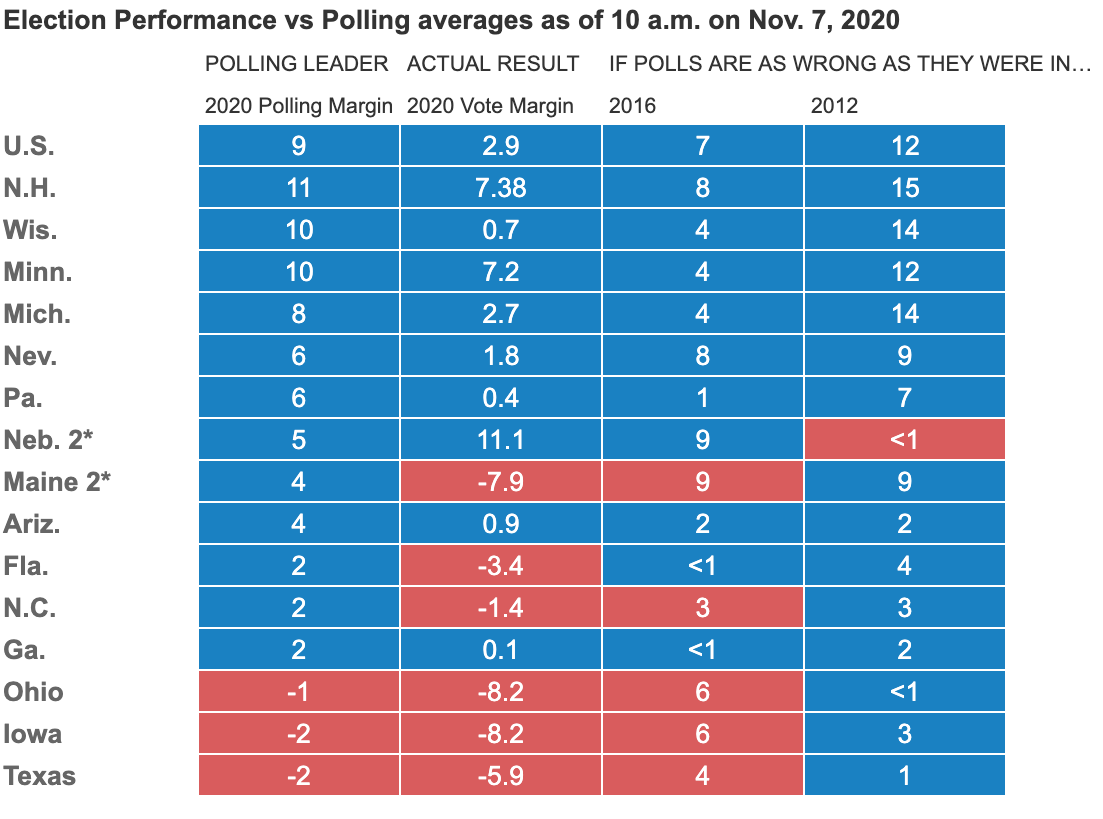 Election Performance vs Polling averages as of 10 a.m. on Nov. 7, 2020
POLLING LEADER ACTUAL RESULT IF POLLS ARE AS WRONG AS THEY WERE IN...
2020 Polling Margin 2020 Vote Margin 2016 2012
U.S. 9 2.9 7 12
N.H. 11 7.38 8 15
Wis. 10 0.7 4 14
Minn. 10 7.2 4 12
Mich. 8 2.7 4 14
Nev. 6 1.8 8 9
Pa. 6 0.4 1 7
Neb. 2* 5 11.1 9 <1
Maine 2* 4 -7.9 9 9
Ariz. 4 0.9 2 2
Fla. 2 -3.4 <1 4
N.C. 2 -1.4 3 3
Ga. 2 0.1 <1 2
Ohio -1 -8.2 6 <1
Iowa -2 -8.2 6 3
Texas -2 -5.9 4 1